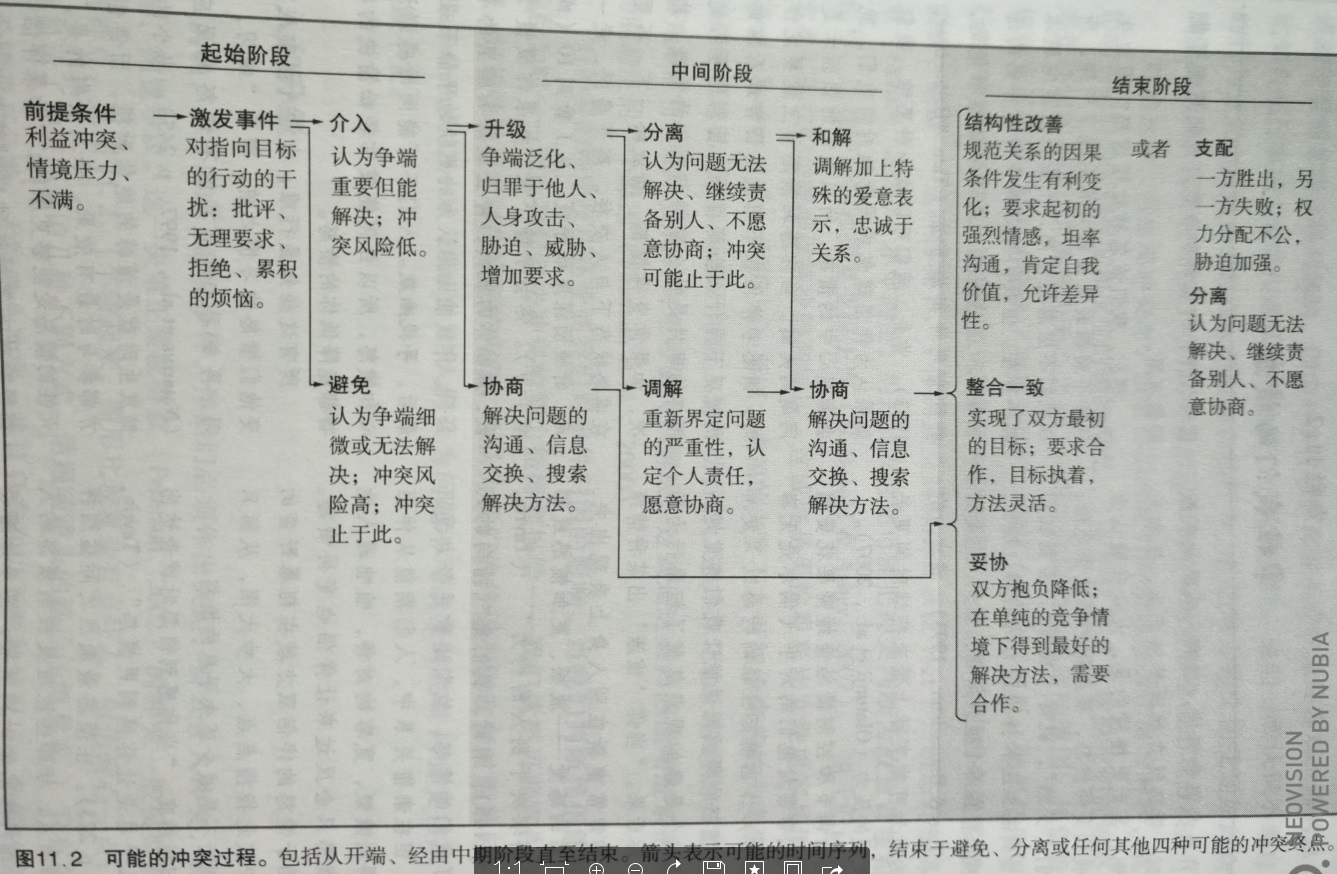 起始阶段
中间阶段
结束阶段
前提条件
利益冲突、
情境压力、
不满。
激发事件
对指向目标
的行动的干
扰：批评、
无理要求、
拒绝、累积
的烦恼。
介入
认为争端
重要但能
解决；冲
突风险低。
避免
认为争端细
微或无法解
决；冲突风
险高；冲突
止于此。
升级
争端泛化、
归罪于他人、
人身攻击、
胁迫、威胁、
增加要求。
协商
解决问题的
沟通、信息
交换、搜索
解决方法。
分离
认为问题无法
解决、继续责
备别人、不愿
意协商；冲突
可能止于此。
调解
重新界定问题
的严重性，认
定个人责任，
愿意协商。
和解
调解加上特
殊的爱意表
示，忠诚于
关系。
协商
解决问题的
沟通、信息
交换、搜索
解决方法。
结构性改善
规范关系的因果
条件发生有利变
化；要求起初的
强烈情感，坦率
沟通，肯定自我
价值，允许差异
性。
整合一致
实现了双方最初
的目标；要求合
作，目标执着，
方法灵活。
妥协
双方抱负降低；
在单纯的竞争情
境下得到最好的
解决方法，需要
合作。
或者
支配
一方胜出，另
一方失败；权
力分配不公，
胁迫加强。
分离
认为问题无法
解决、继续责
备别人、不愿
意协商。
图11.2 可能的冲突过程。包括从开端、经由中期阶段直至结束。箭头表示可能的时间序列，结束于避免、分离或任何其他四种可能的冲突终点。
1:1
NEOVISION
POWERED BY NUBIA